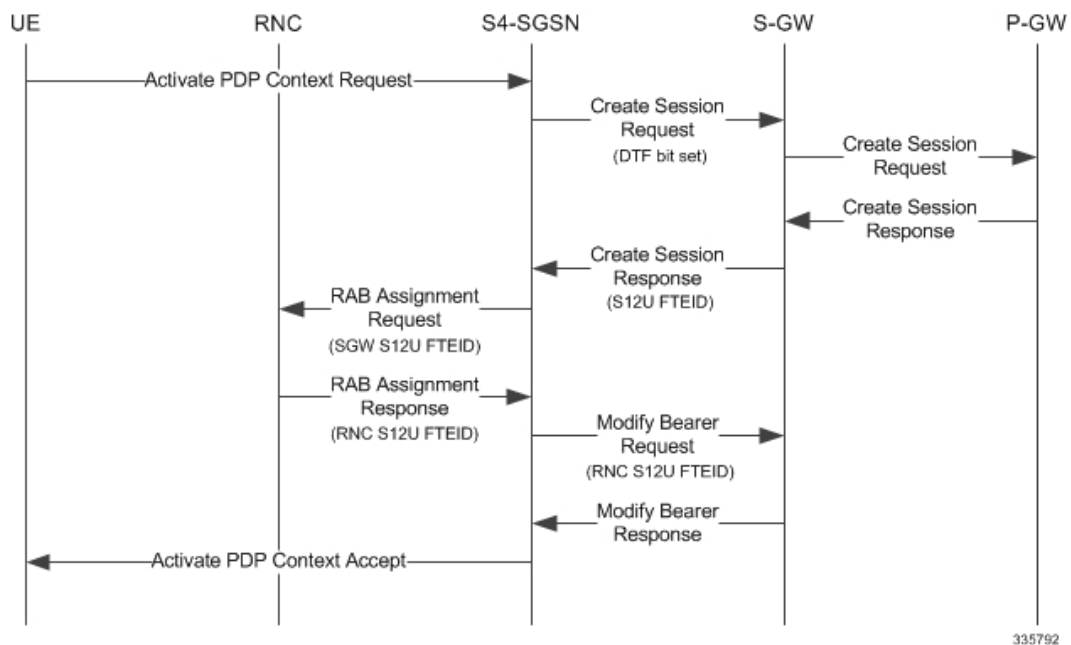 UE RNC S4-SGSN S-GW P-GW
Activate PDP Context Request
Create Session
Request
(DTF bit set)
Create Session
Request
Create Session
Response
Create Session
Response
(S12U FTEID)
RAB Assignment
Request
(SGW S12U FTEID)
RAB Assignment
Response
(RNC S12U FTEID)
Modify Bearer
Request
(RNC S12U FTEID)
Modify Bearer
Response
Activate PDP Context Accept
335792